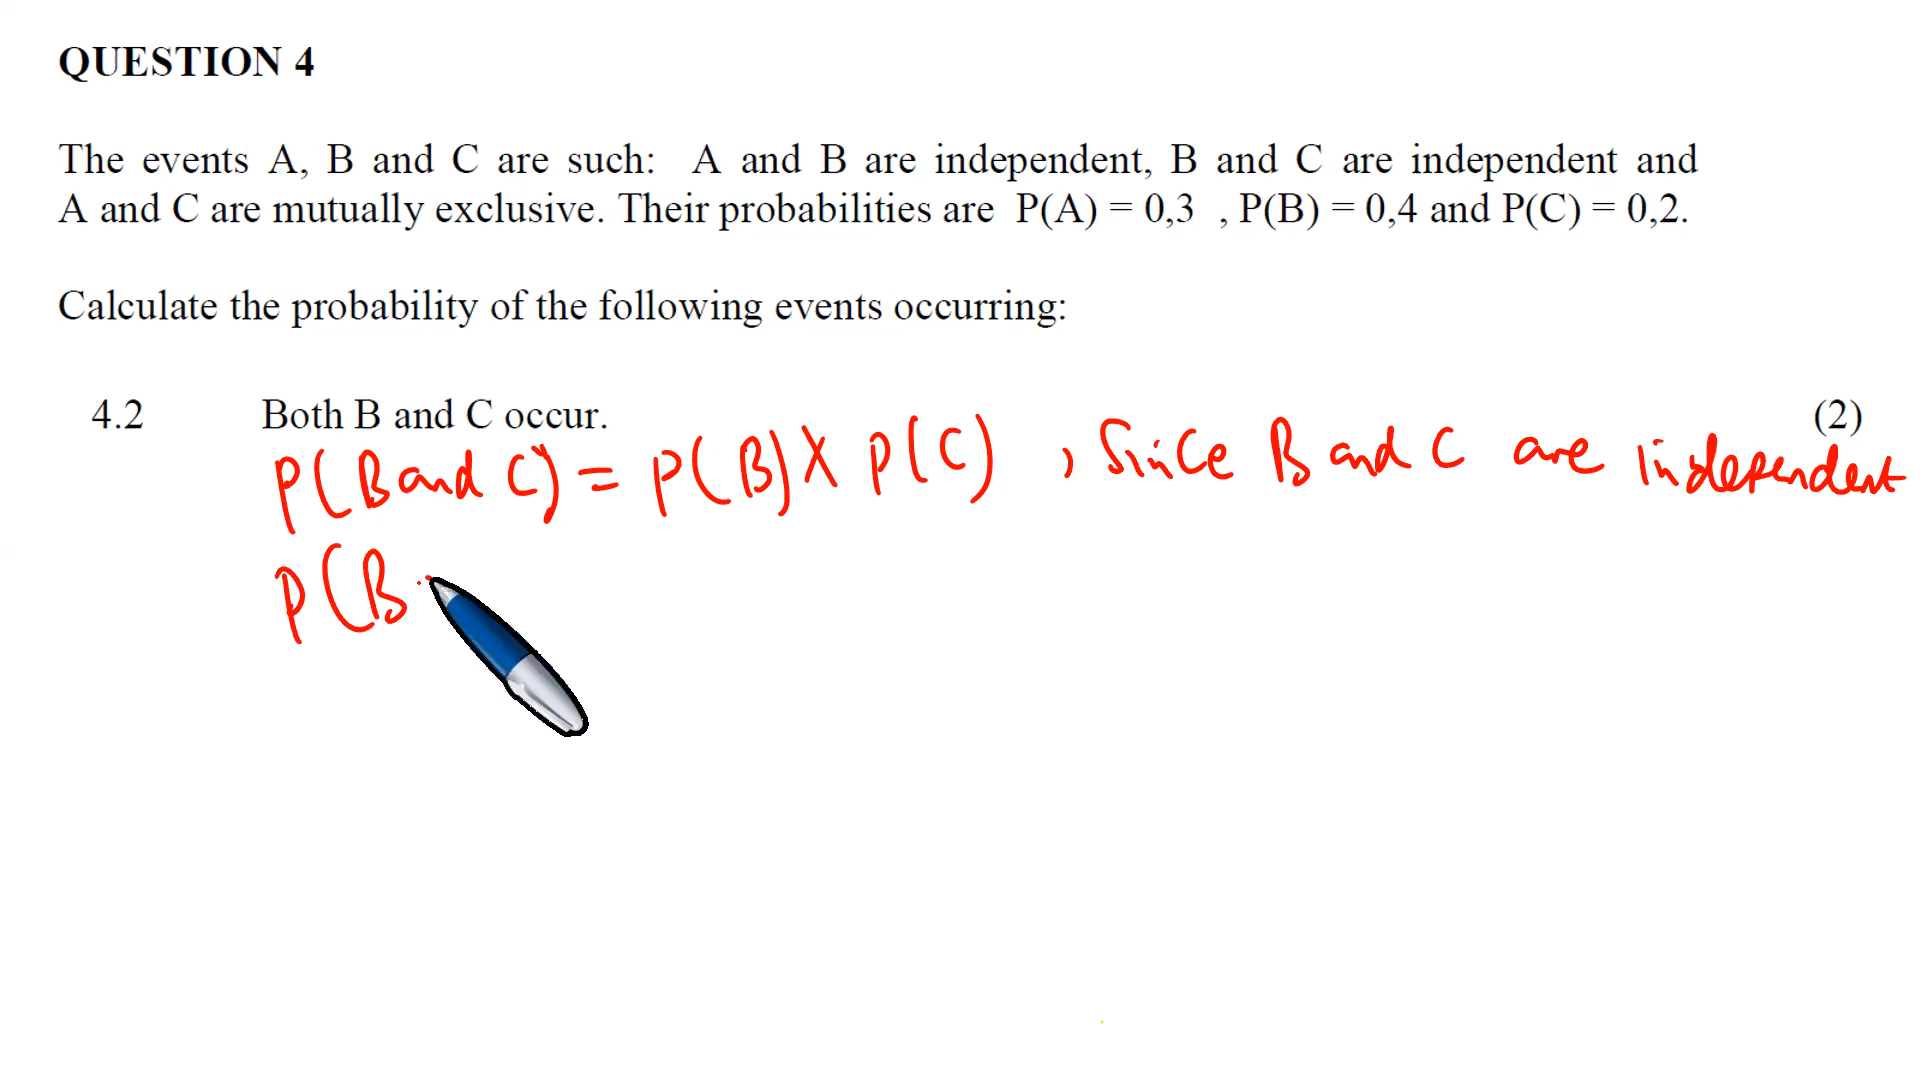 QUESTION 4
The events A, B and C are such: A and B are independent, B and C are independent and
A and C are mutually exclusive. Their probabilities are P(A) = 0,3 , P(B) = 0,4 and P(C) = 0,2.
Calculate the probability of the following events occurring:
4.2 Both B and C occur. (2)
P(B and C) = P(B) X P(C) , Since B and C are independent
P(B